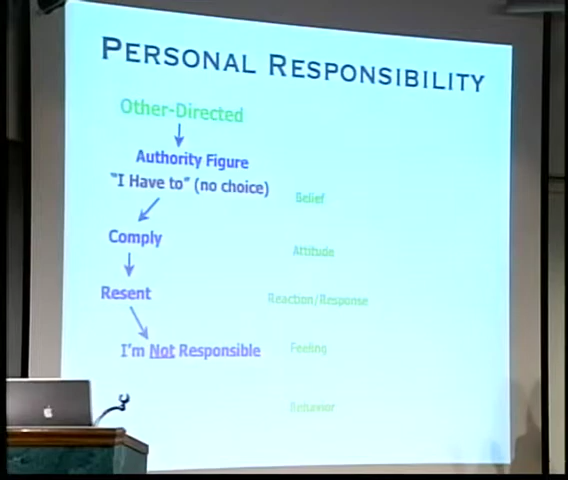 PERSONAL RESPONSIBILITY
Other-Directed
Authority Figure
"I Have to" (no choice)
Belief
Comply
Attitude
Resent
Reaction/Response
I'm Not Responsible
Feeling
Behavior